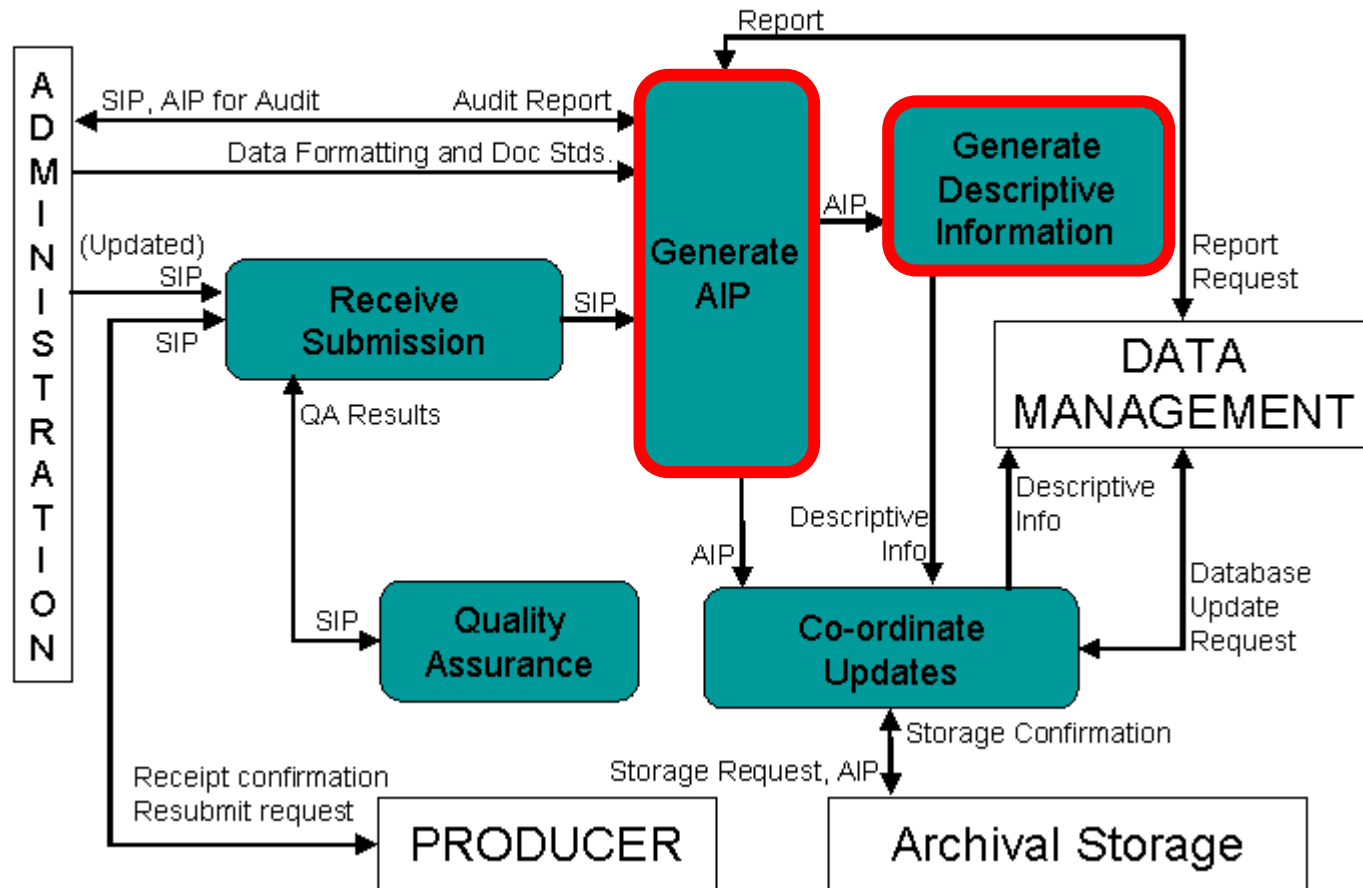 Report
ADMINISTRATION
SIP, AIP for Audit
Audit Report
Data Formatting and Doc Stds.
Generate
AIP
AIP
Generate
Descriptive
Information
Report
Request
(Updated)
SIP
SIP
Receive
Submission
SIP
DATA
MANAGEMENT
QA Results
Descriptive
Info
Descriptive
Info
AIP
Database
Update
Request
SIP
Quality
Assurance
Co-ordinate
Updates
Storage Confirmation
Storage Request, AIP
Receipt confirmation
Resubmit request
PRODUCER
Archival Storage